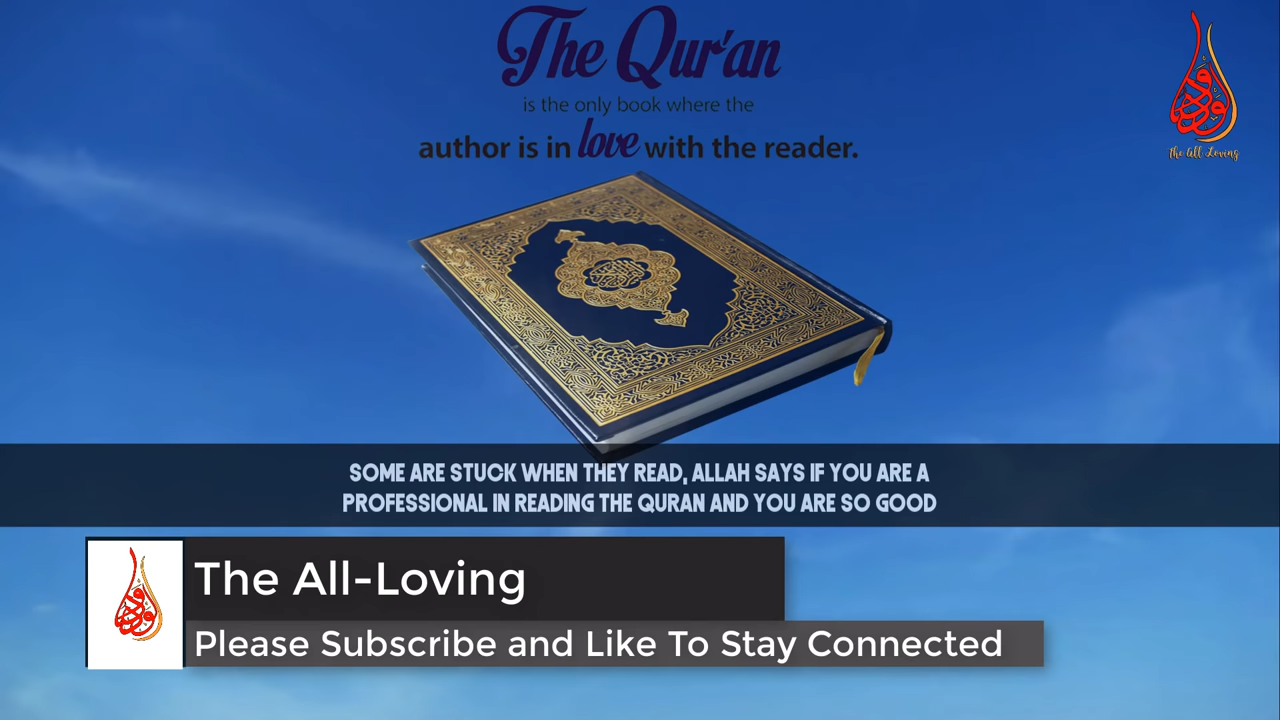 The Qur'an
is the only book where the
author is in love with the reader.
The All Loving
SOME ARE STUCK WHEN THEY READ, ALLAH SAYS IF YOU ARE A
PROFESSIONAL IN READING THE QURAN AND YOU ARE SO GOOD
The All-Loving
Please Subscribe and Like To Stay Connected